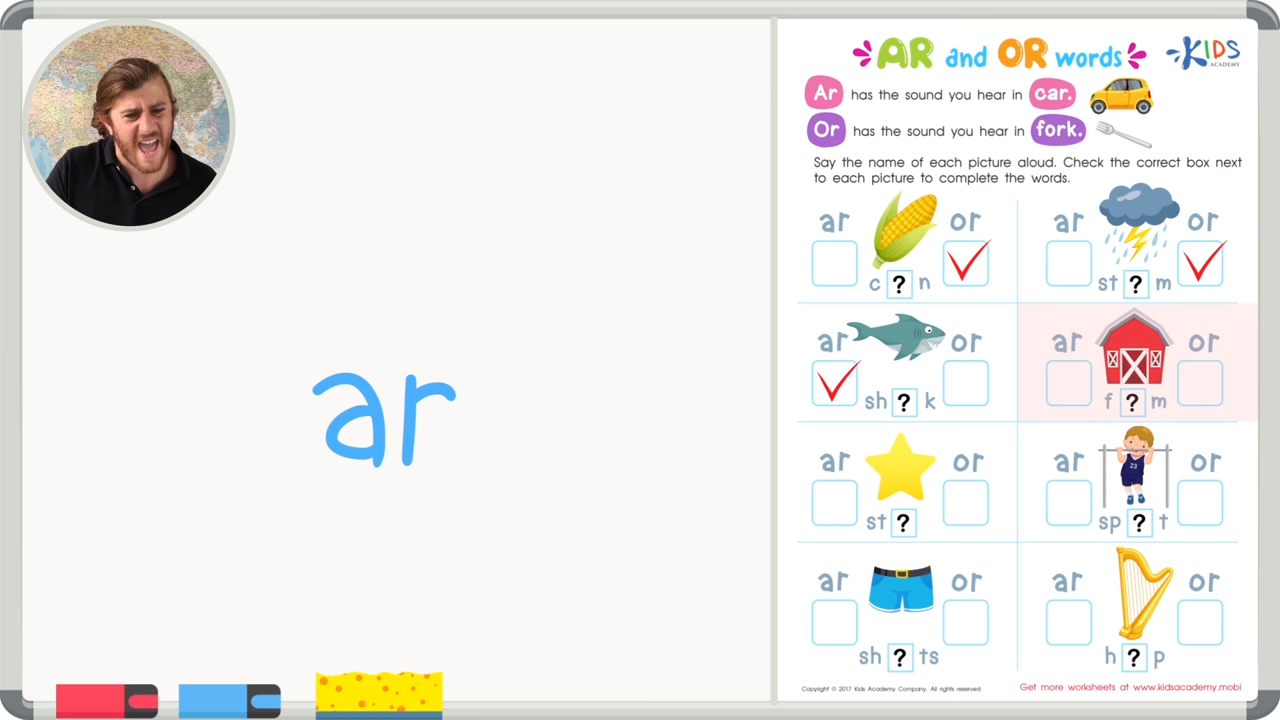 AR and OR words
KIDS
ACADEMY
Ar has the sound you hear in car.
Or has the sound you hear in fork.
Say the name of each picture aloud. Check the correct box next
to each picture to complete the words.
ar or
c ? n
ar or
st ? m
ar or
sh ? k
ar or
f ? m
ar
ar or
st ?
ar or
23
sp ? t
ar or
sh ? ts
ar or
h ? p
Copyright © 2017 Kids Academy Company. All rights reserved
Get more worksheets at www.kidsacademy.mobi